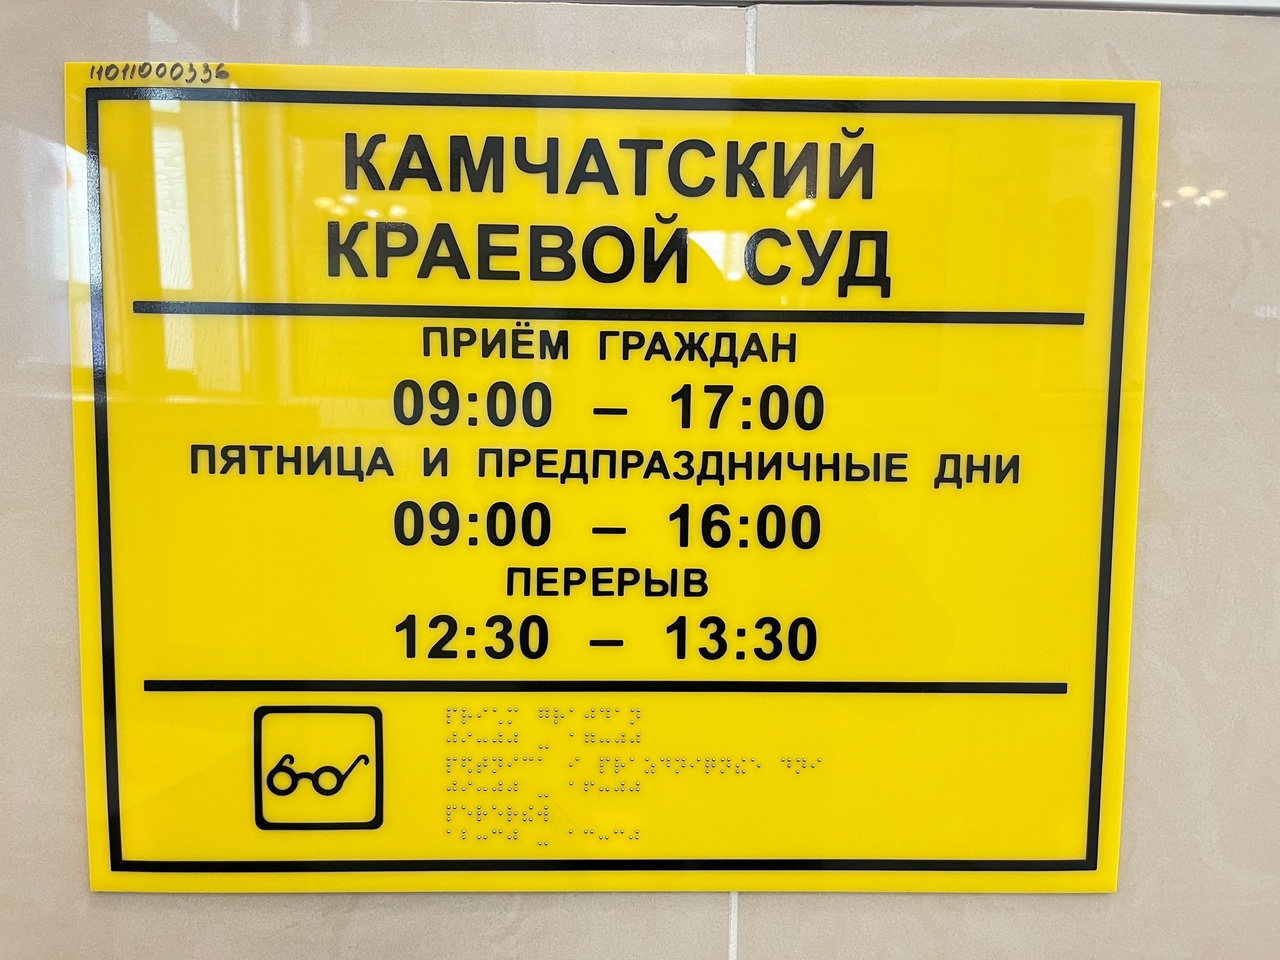 11011000336
КАМЧАТСКИЙ
КРАЕВОЙ СУД
ПРИЁМ ГРАЖДАН
09:00 – 17:00
ПЯТНИЦА И ПРЕДПРАЗДНИЧНЫЕ ДНИ
09:00 – 16:00
ПЕРЕРЫВ
12:30 – 13:30